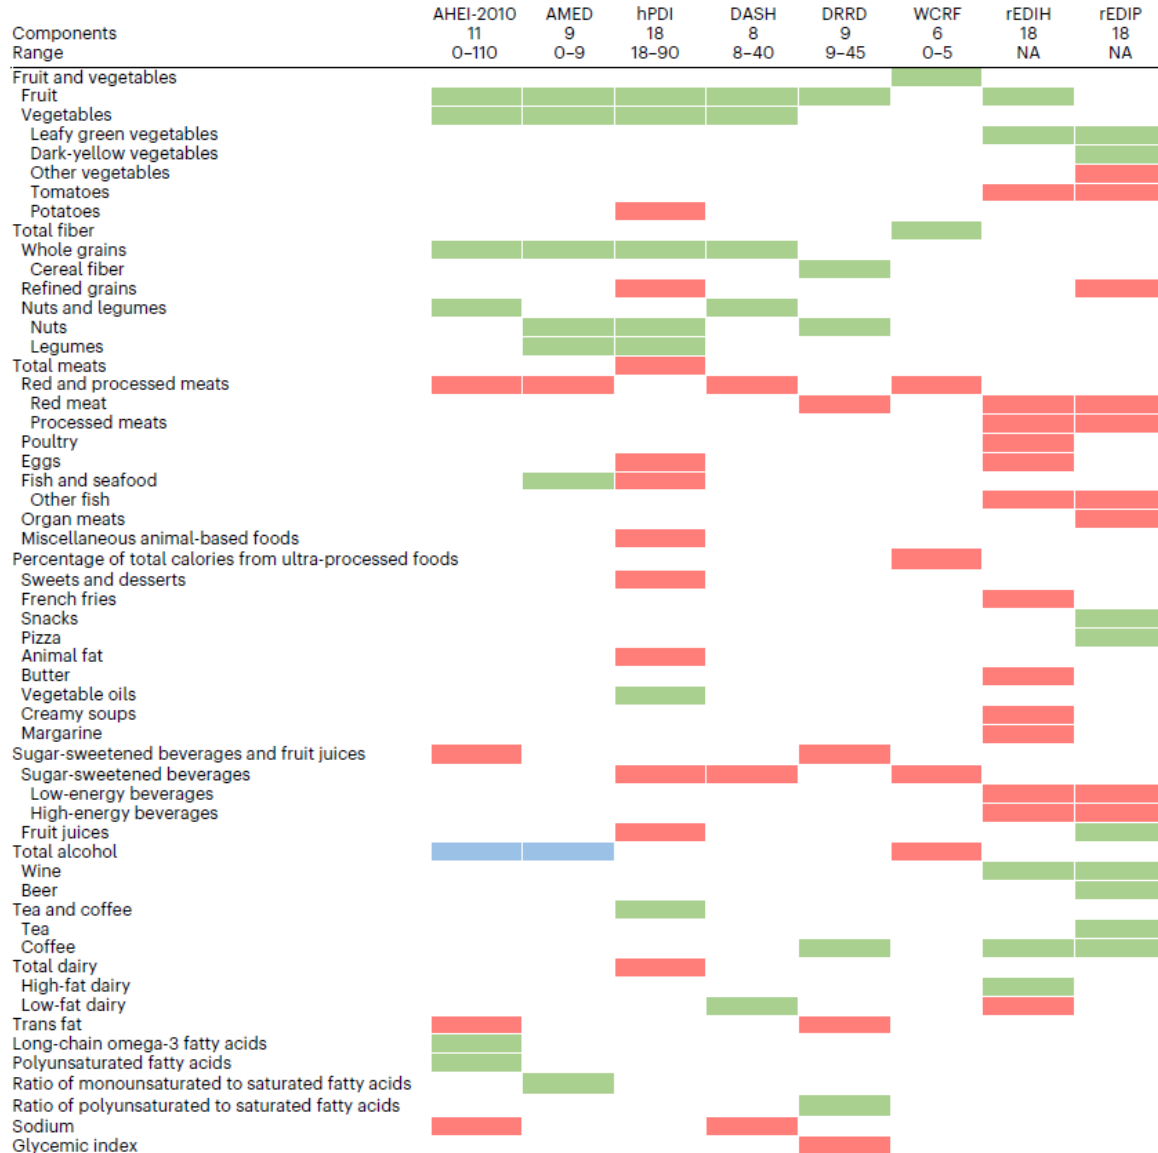 AHEI-2010 AMED hPDI DASH DRRD WCRF rEDIH rEDIP
Components 11 9 18 8 9 6 18 18
Range 0–110 0–9 18–90 8–40 9–45 0–5 NA NA
Fruit and vegetables
Fruit
Vegetables
Leafy green vegetables
Dark-yellow vegetables
Other vegetables
Tomatoes
Potatoes
Total fiber
Whole grains
Cereal fiber
Refined grains
Nuts and legumes
Nuts
Legumes
Total meats
Red and processed meats
Red meat
Processed meats
Poultry
Eggs
Fish and seafood
Other fish
Organ meats
Miscellaneous animal-based foods
Percentage of total calories from ultra-processed foods
Sweets and desserts
French fries
Snacks
Pizza
Animal fat
Butter
Vegetable oils
Creamy soups
Margarine
Sugar-sweetened beverages and fruit juices
Sugar-sweetened beverages
Low-energy beverages
High-energy beverages
Fruit juices
Total alcohol
Wine
Beer
Tea and coffee
Tea
Coffee
Total dairy
High-fat dairy
Low-fat dairy
Trans fat
Long-chain omega-3 fatty acids
Polyunsaturated fatty acids
Ratio of monounsaturated to saturated fatty acids
Ratio of polyunsaturated to saturated fatty acids
Sodium
Glycemic index